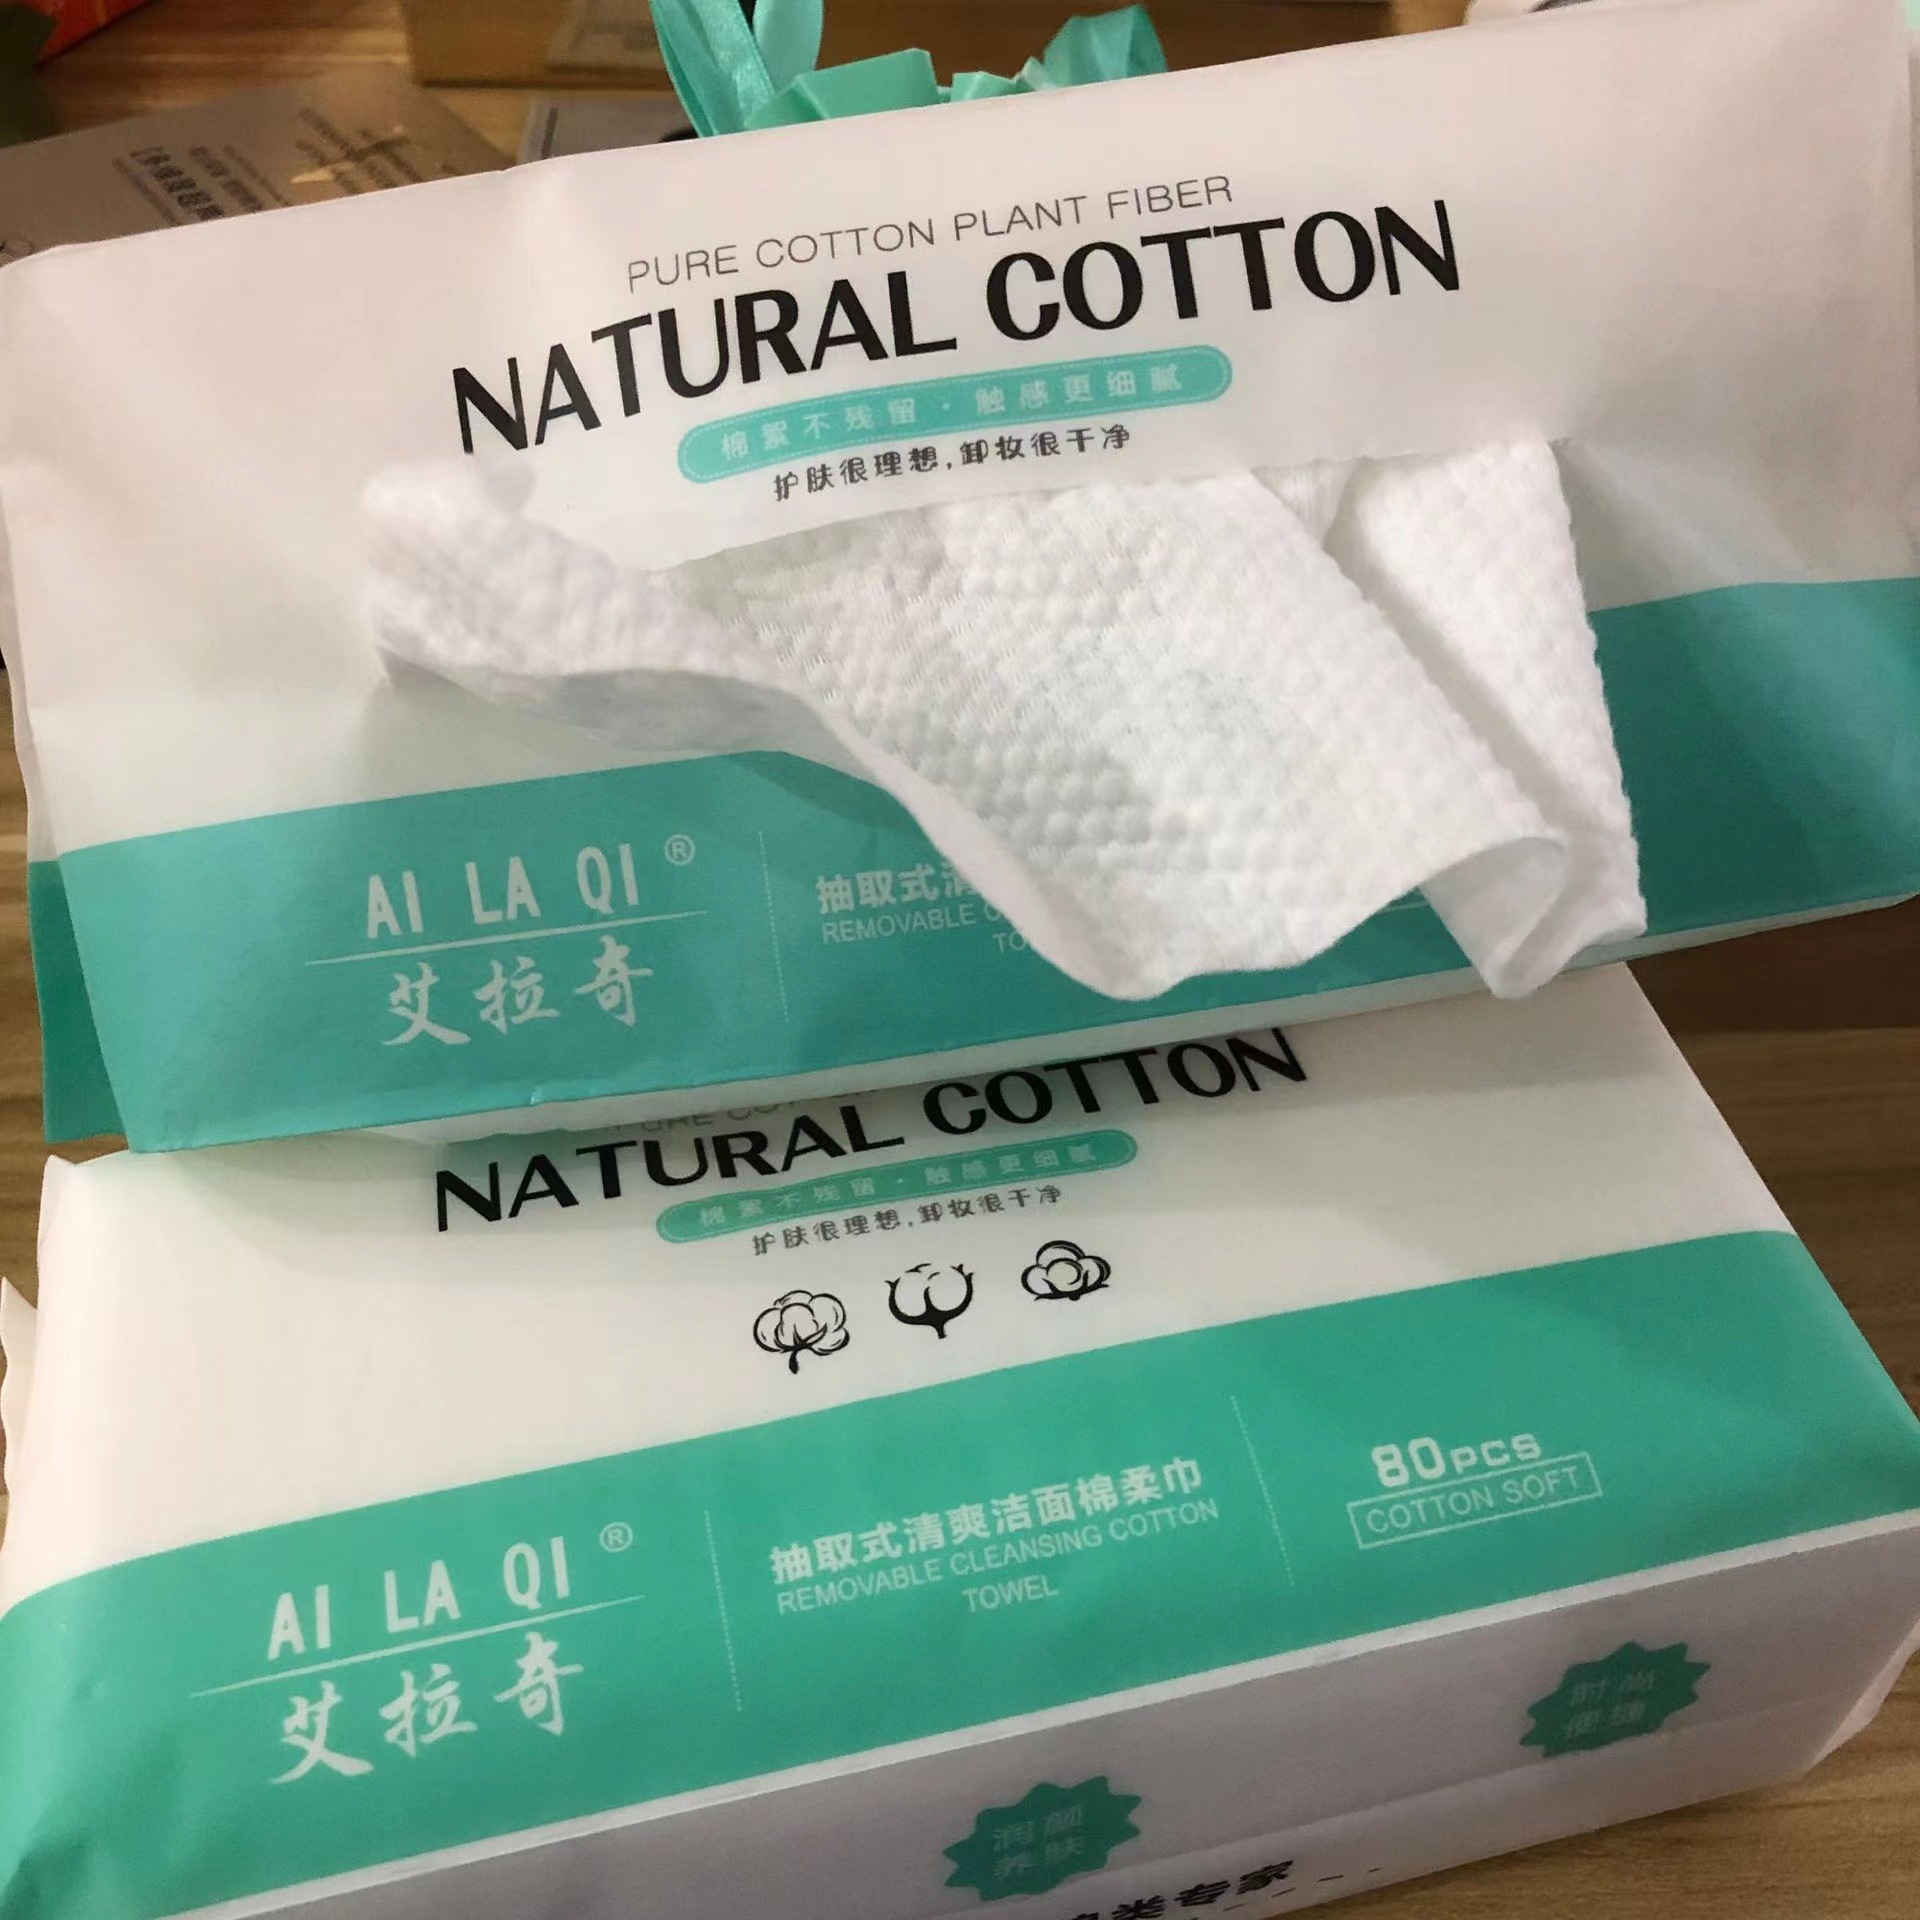 PURE COTTON PLANT FIBER
NATURAL COTTON
棉絮不残留·触感更细腻
护肤很理想,卸妆很干净
AI LA QI®
艾拉奇
抽取式清
REMOVABLE C
TO
NATURAL COTTON
棉絮不残留·触感更细腻
护肤很理想,卸妆很干净
AI LA QI®
艾拉奇
抽取式清爽洁面棉柔巾
REMOVABLE CLEANSING COTTON
TOWEL
80PCS
COTTON SOFT
时尚
便捷
润颜
养肤
类专家